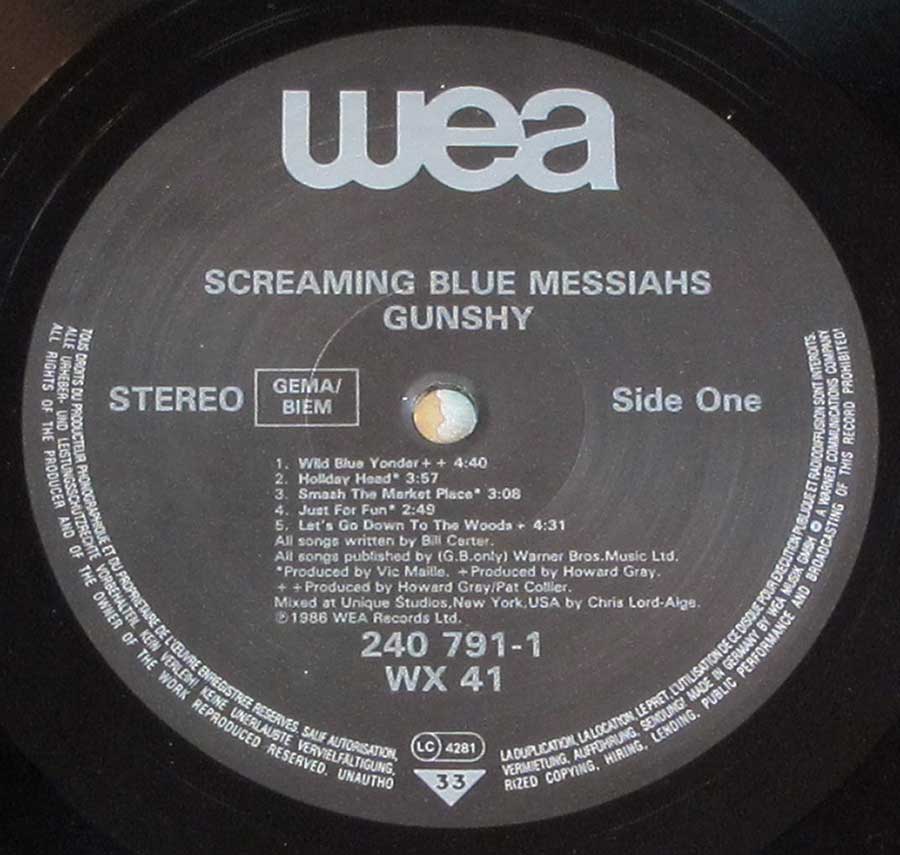 wea
SCREAMING BLUE MESSIAHS
GUNSHY
STEREO
GEMA/
BIEM
Side One
1. Wild Blue Yonder++ 4:40
2. Holiday Head* 3:57
3. Smash The Market Place* 3:08
4. Just For Fun* 2:49
5. Let's Go Down To The Woods + 4:31
All songs written by Bill Carter.
All songs published by (G.B.only) Warner Bros.Music Ltd.
*Produced by Vic Maille. +Produced by Howard Gray.
++Produced by Howard Gray/Pat Collier.
Mixed at Unique Studios,New York,USA by Chris Lord-Alge.
℗1986 WEA Records Ltd.
240 791-1
WX 41
LC 4281
33
TOUS DROITS DU PRODUCTEUR PHONOGRAPHIQUE ET DU PROPRIETAIRE DE L'ŒUVRE ENREGISTREE RESERVES. SAUF AUTORISATION, LA DUPLICATION, LA LOCATION, LE PRET, L'UTILISATION DE CE DISQUE POUR EXECUTION PUBLIQUE ET RADIODIFFUSION SONT INTERDITS.
ALLE URHEBER- UND LEISTUNGSSCHUTZRECHTE VORBEHALTEN. KEIN VERLEIH! KEINE UNERLAUBTE VERVIELFÄLTIGUNG, VERMIETUNG, AUFFÜHRUNG, SENDUNG! MADE IN GERMANY BY WEA MUSIK GMBH A WARNER COMMUNICATIONS COMPANY
ALL RIGHTS OF THE PRODUCER AND OF THE OWNER OF THE WORK REPRODUCED RESERVED. UNAUTHORIZED COPYING, HIRING, LENDING, PUBLIC PERFORMANCE AND BROADCASTING OF THIS RECORD PROHIBITED!